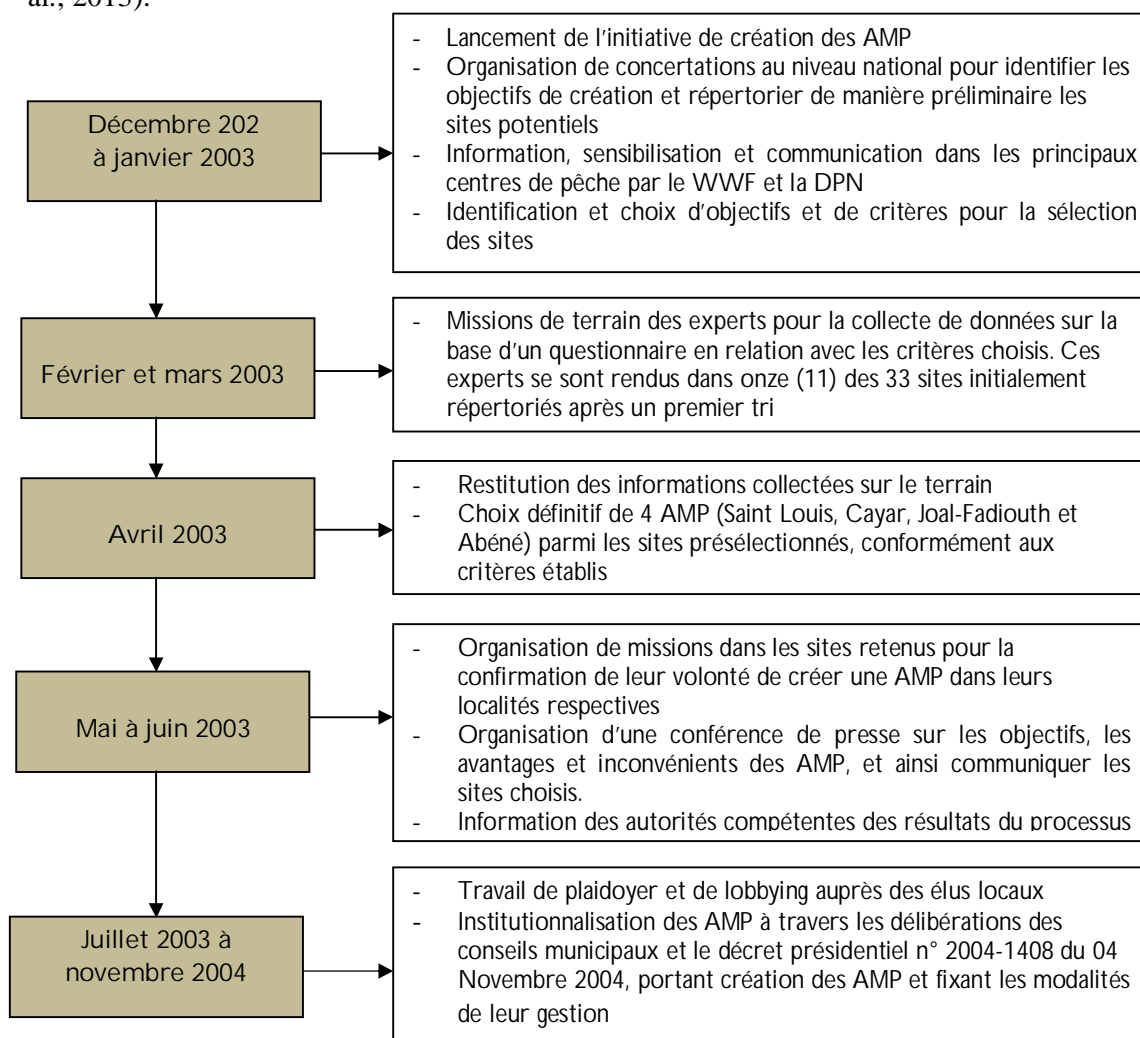 al., 2013).
Décembre 202
à janvier 2003
- Lancement de l'initiative de création des AMP
- Organisation de concertations au niveau national pour identifier les
objectifs de création et répertorier de manière préliminaire les
sites potentiels
- Information, sensibilisation et communication dans les principaux
centres de pêche par le WWF et la DPN
- Identification et choix d'objectifs et de critères pour la sélection
des sites
Février et mars 2003
- Missions de terrain des experts pour la collecte de données sur la
base d'un questionnaire en relation avec les critères choisis. Ces
experts se sont rendus dans onze (11) des 33 sites initialement
répertoriés après un premier tri
Avril 2003
- Restitution des informations collectées sur le terrain
- Choix définitif de 4 AMP (Saint Louis, Cayar, Joal-Fadiouth et
Abéné) parmi les sites présélectionnés, conformément aux
critères établis
Mai à juin 2003
- Organisation de missions dans les sites retenus pour la
confirmation de leur volonté de créer une AMP dans leurs
localités respectives
- Organisation d'une conférence de presse sur les objectifs, les
avantages et inconvénients des AMP, et ainsi communiquer les
sites choisis.
- Information des autorités compétentes des résultats du processus
Juillet 2003 à
novembre 2004
- Travail de plaidoyer et de lobbying auprès des élus locaux
- Institutionnalisation des AMP à travers les délibérations des
conseils municipaux et le décret présidentiel n° 2004-1408 du 04
Novembre 2004, portant création des AMP et fixant les modalités
de leur gestion